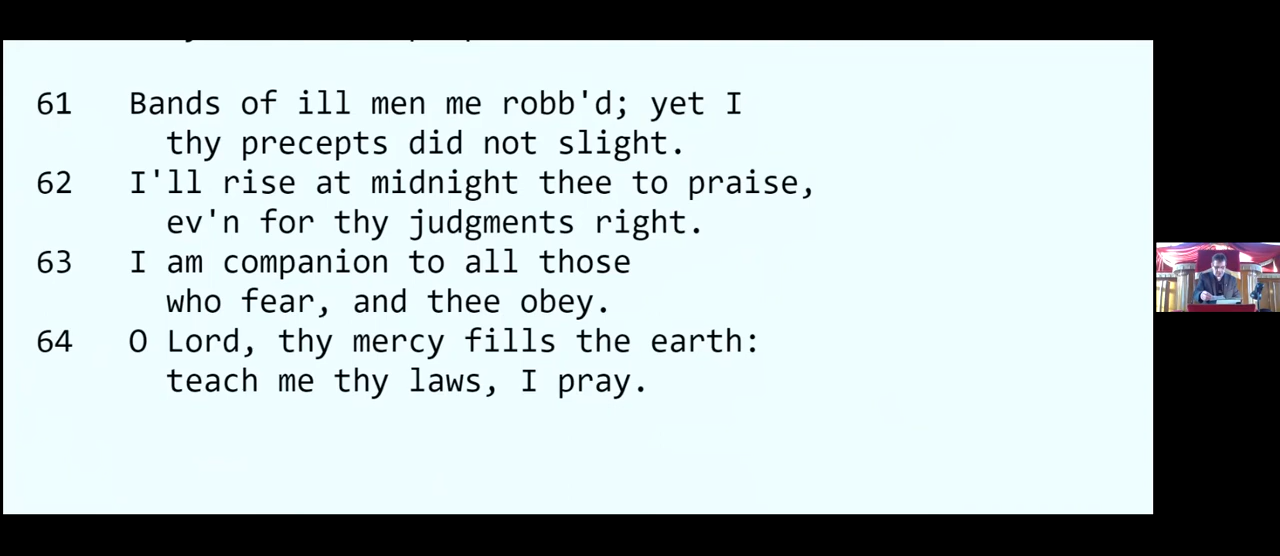 61 Bands of ill men me robb'd; yet I
thy precepts did not slight.
62 I'll rise at midnight thee to praise,
ev'n for thy judgments right.
63 I am companion to all those
who fear, and thee obey.
64 O Lord, thy mercy fills the earth:
teach me thy laws, I pray.